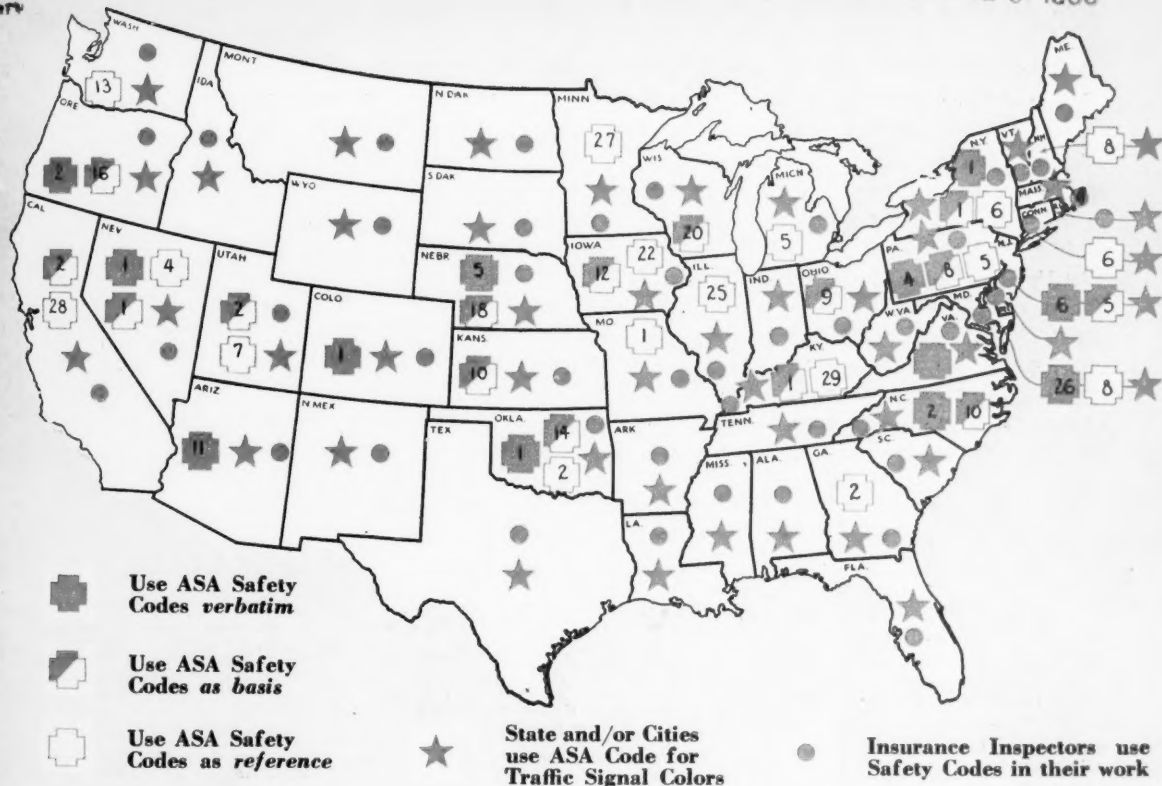 WASH
13
MONT
IDA
ORE
2
16
N.DAK
MINN
27
S.DAK
WYO
WIS
20
MICH
5
ME.
VT.
N.H.
8
N.Y.
1
1
6
MASS
CONN
R.I.
6
CAL
2
28
NEV
1
4
1
UTAH
2
7
COLO
1
NEBR
5
18
IOWA
12
22
ILL.
25
IND
OHIO
9
PA.
4
8
5
N.J.
6
5
MD.
26
8
W.VA
VA.
KANS.
10
MO.
1
KY.
1
29
ARIZ
11
N.MEX
TEX
OKLA.
1
14
2
ARK
TENN.
N.C.
2
10
S.C.
MISS.
ALA.
GA.
2
LA.
FLA.
Use ASA Safety
Codes verbatim
Use ASA Safety
Codes as basis
Use ASA Safety
Codes as reference
State and/or Cities
use ASA Code for
Traffic Signal Colors
Insurance Inspectors use
Safety Codes in their work